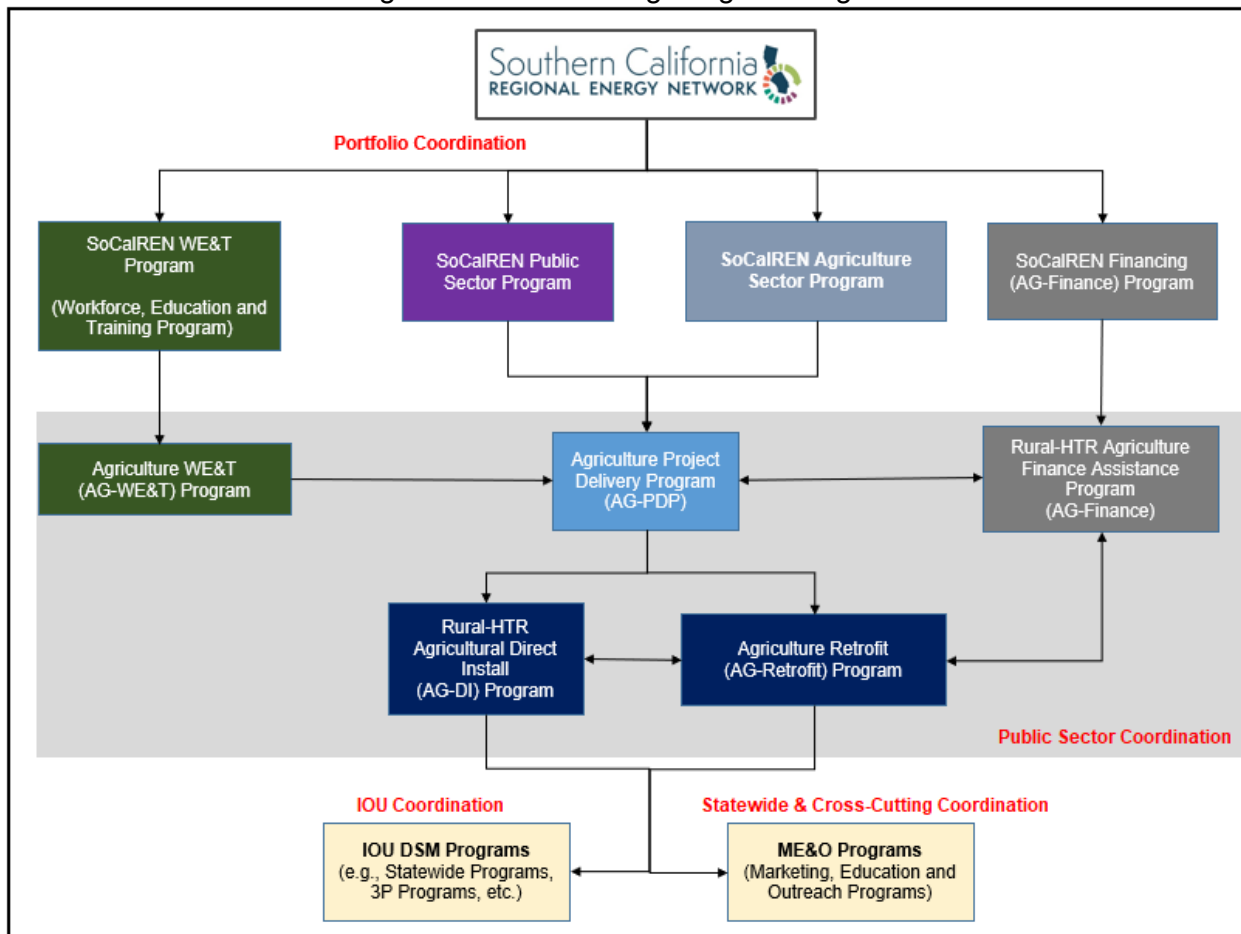 Southern California
REGIONAL ENERGY NETWORK
Portfolio Coordination
SoCalREN WE&T
Program
(Workforce, Education and
Training Program)
SoCalREN Public
Sector Program
SoCalREN Agriculture
Sector Program
SoCalREN Financing
(AG-Finance) Program
Agriculture WE&T
(AG-WE&T) Program
Agriculture Project
Delivery Program
(AG-PDP)
Rural-HTR Agriculture
Finance Assistance
Program
(AG-Finance)
Rural-HTR
Agricultural Direct
Install
(AG-DI) Program
Agriculture Retrofit
(AG-Retrofit) Program
Public Sector Coordination
IOU Coordination
Statewide & Cross-Cutting Coordination
IOU DSM Programs
(e.g., Statewide Programs,
3P Programs, etc.)
ME&O Programs
(Marketing, Education and
Outreach Programs)